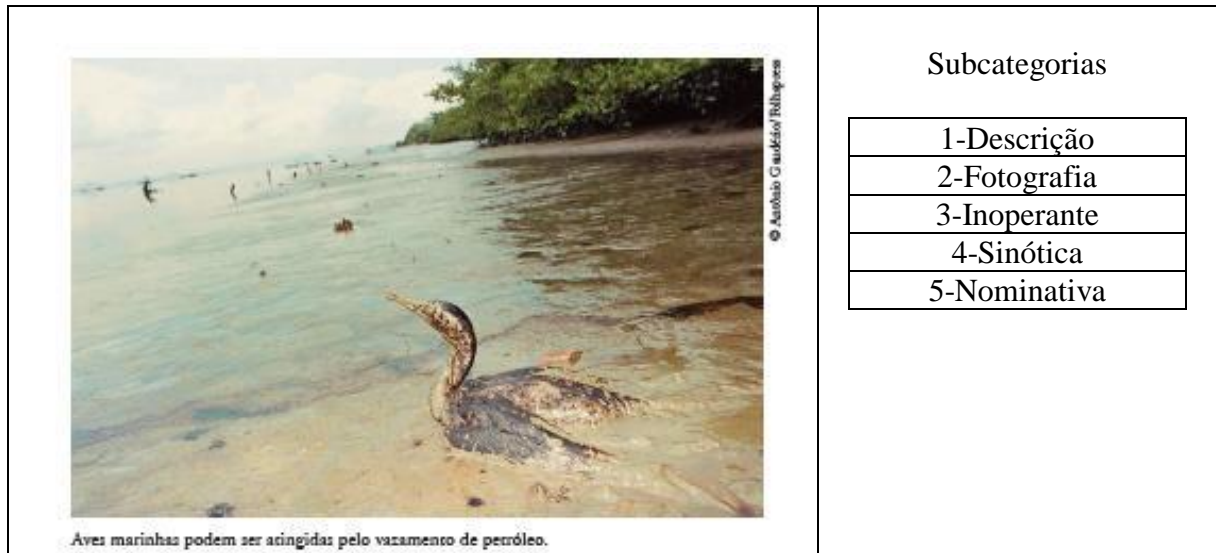 © Antônio Gaudério/Folhapress
Aves marinhas podem ser atingidas pelo vazamento de petróleo.
Subcategorias
1-Descrição
2-Fotografia
3-Inoperante
4-Sinótica
5-Nominativa